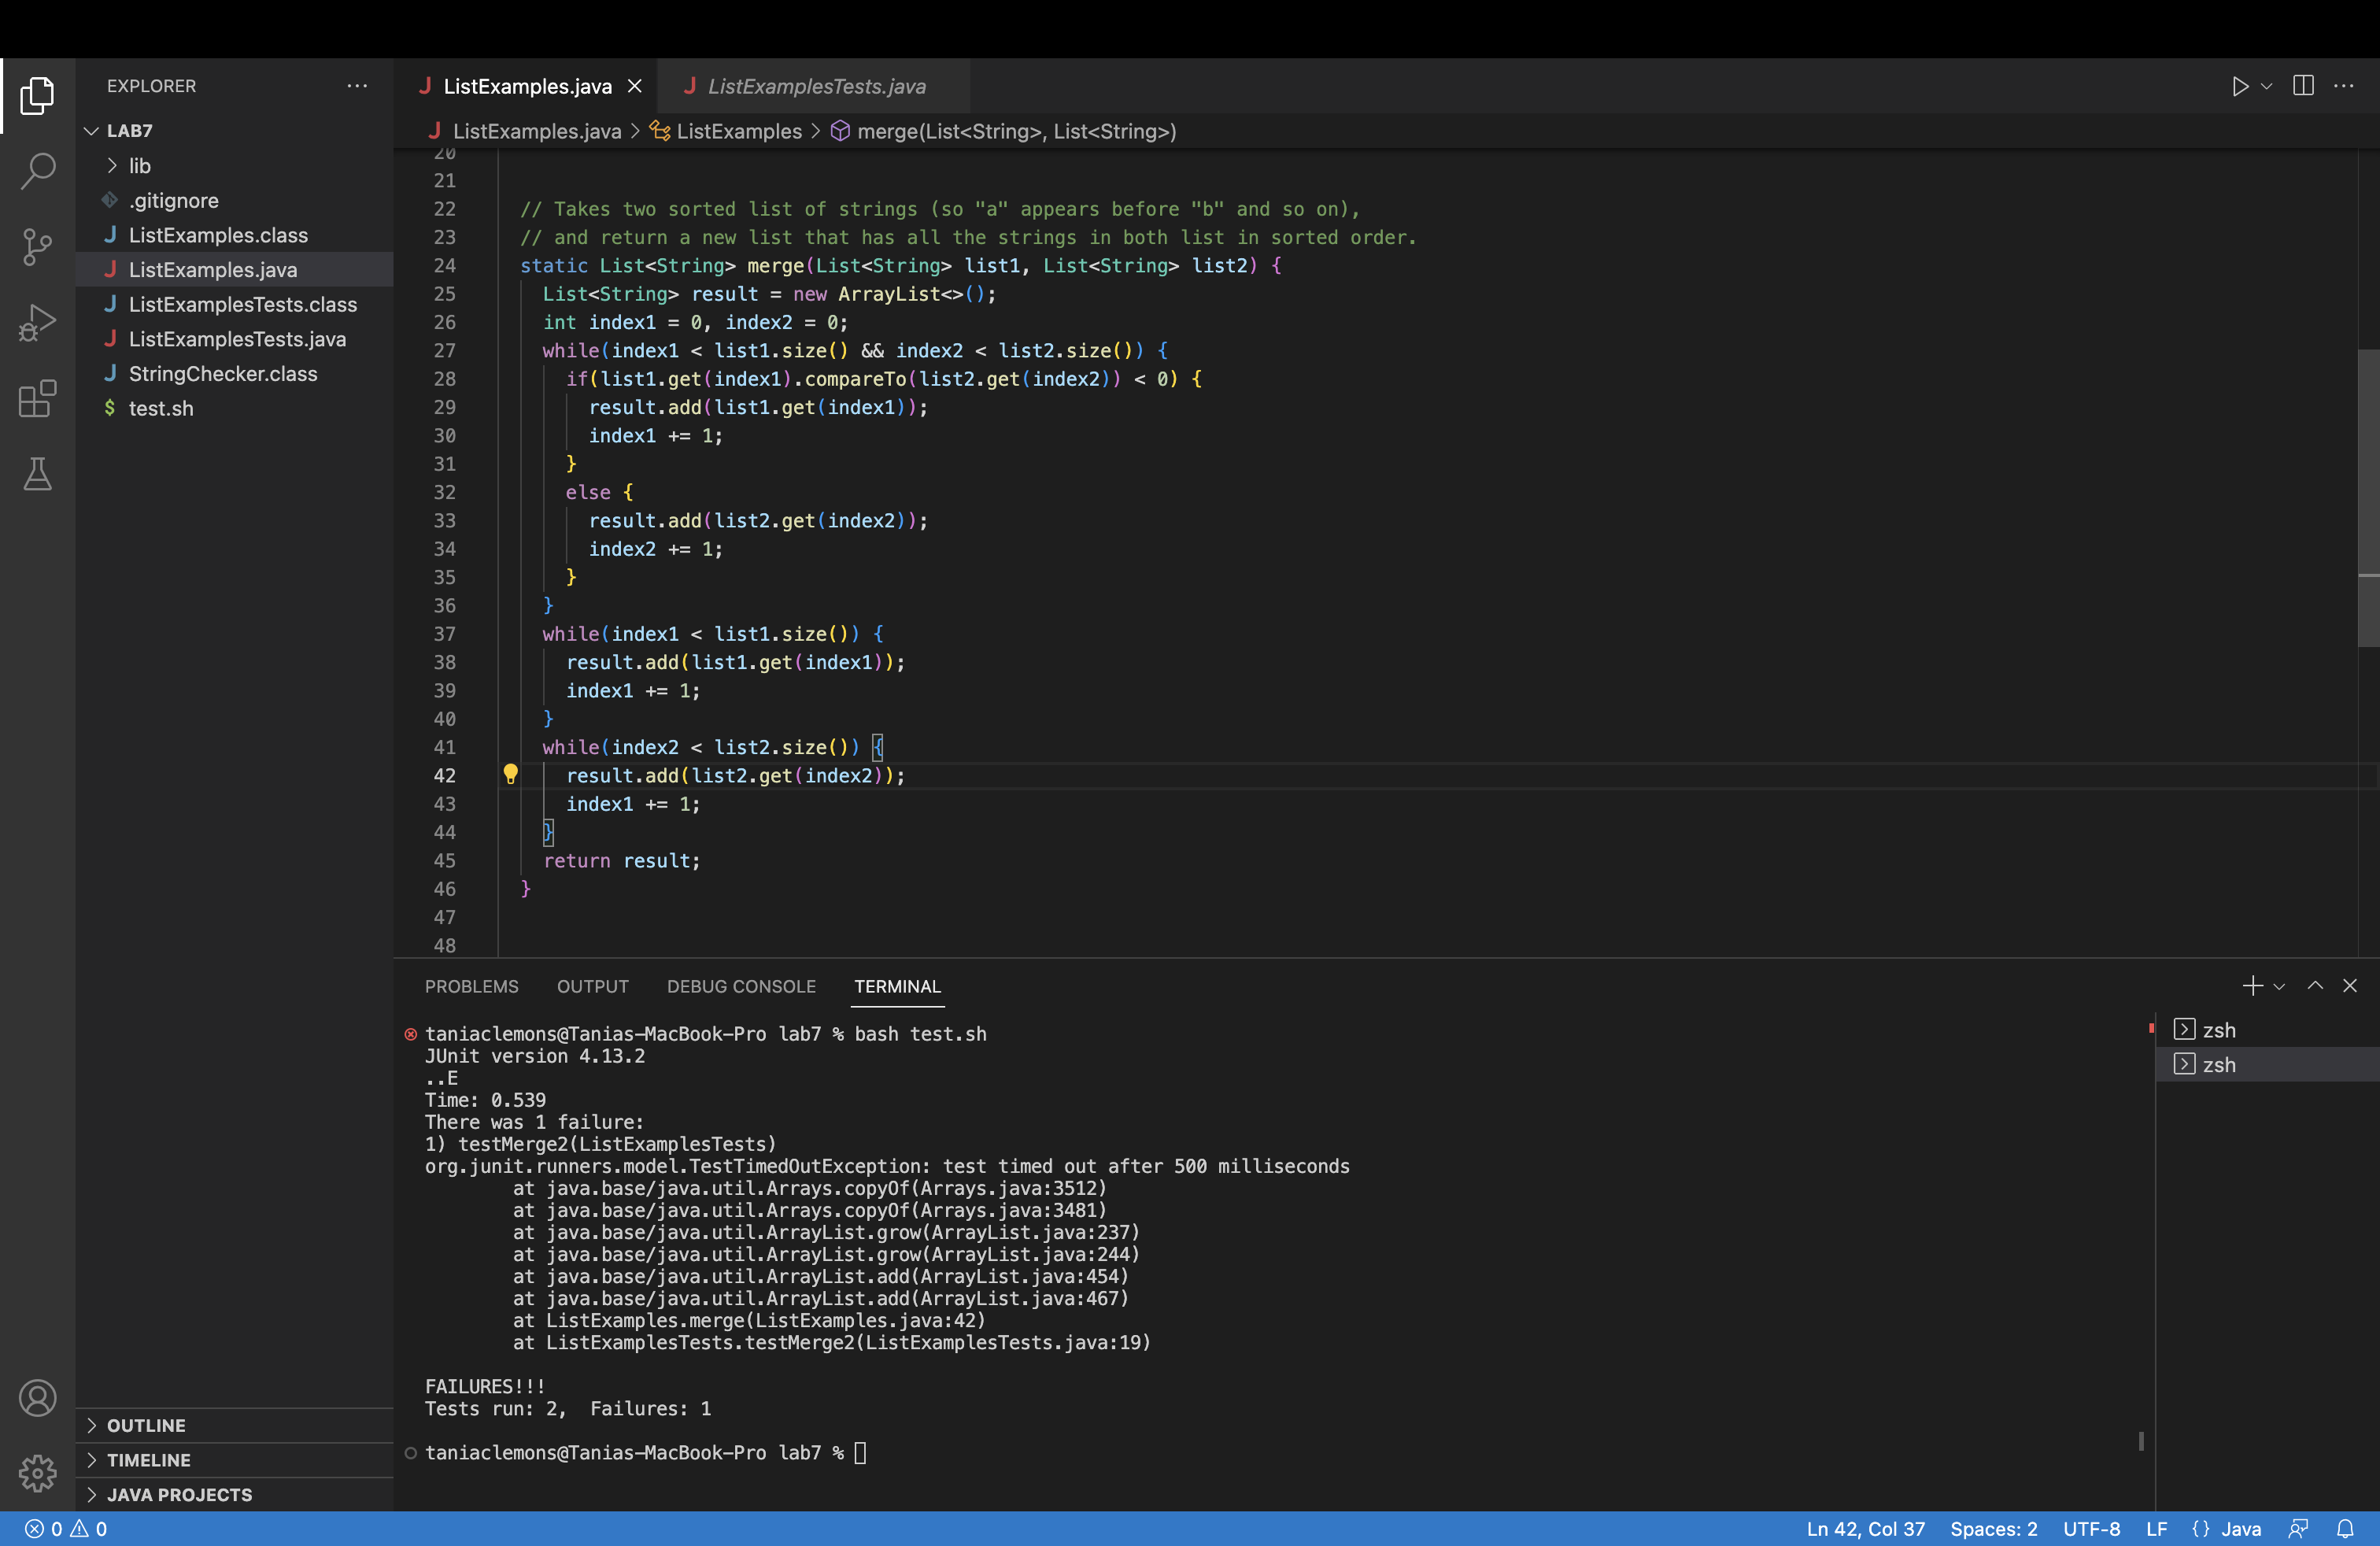 EXPLORER
LAB7
lib
.gitignore
ListExamples.class
ListExamples.java
ListExamplesTests.class
ListExamplesTests.java
StringChecker.class
test.sh
OUTLINE
TIMELINE
JAVA PROJECTS
ListExamples.java
ListExamplesTests.java
ListExamples.java > ListExamples > merge(List<String>, List<String>)
20
21
22 // Takes two sorted list of strings (so "a" appears before "b" and so on),
23 // and return a new list that has all the strings in both list in sorted order.
24 static List<String> merge(List<String> list1, List<String> list2) {
25 List<String> result = new ArrayList<>();
26 int index1 = 0, index2 = 0;
27 while(index1 < list1.size() && index2 < list2.size()) {
28 if(list1.get(index1).compareTo(list2.get(index2)) < 0) {
29 result.add(list1.get(index1));
30 index1 += 1;
31 }
32 else {
33 result.add(list2.get(index2));
34 index2 += 1;
35 }
36 }
37 while(index1 < list1.size()) {
38 result.add(list1.get(index1));
39 index1 += 1;
40 }
41 while(index2 < list2.size()) {
42 result.add(list2.get(index2));
43 index1 += 1;
44 }
45 return result;
46 }
47
48
PROBLEMS OUTPUT DEBUG CONSOLE TERMINAL
taniaclemons@Tanias-MacBook-Pro lab7 % bash test.sh
JUnit version 4.13.2
..E
Time: 0.539
There was 1 failure:
1) testMerge2(ListExamplesTests)
org.junit.runners.model.TestTimedOutException: test timed out after 500 milliseconds
at java.base/java.util.Arrays.copyOf(Arrays.java:3512)
at java.base/java.util.Arrays.copyOf(Arrays.java:3481)
at java.base/java.util.ArrayList.grow(ArrayList.java:237)
at java.base/java.util.ArrayList.grow(ArrayList.java:244)
at java.base/java.util.ArrayList.add(ArrayList.java:454)
at java.base/java.util.ArrayList.add(ArrayList.java:467)
at ListExamples.merge(ListExamples.java:42)
at ListExamplesTests.testMerge2(ListExamplesTests.java:19)
FAILURES!!!
Tests run: 2,  Failures: 1
taniaclemons@Tanias-MacBook-Pro lab7 %
zsh
zsh
0 0
Ln 42, Col 37 Spaces: 2 UTF-8 LF {} Java